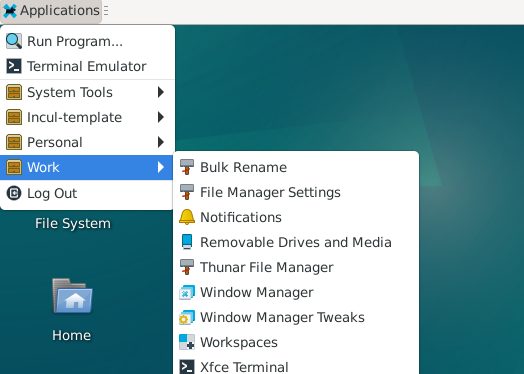 Applications
Run Program...
Terminal Emulator
System Tools
Incul-template
Personal
Work
Log Out
Bulk Rename
File Manager Settings
Notifications
Removable Drives and Media
Thunar File Manager
Window Manager
Window Manager Tweaks
Workspaces
Xfce Terminal
File System
Home